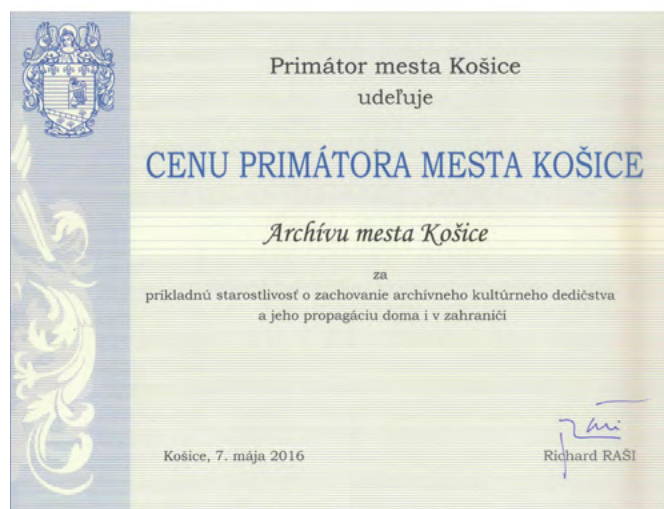 Primátor mesta Košice
udeľuje
CENU PRIMÁTORA MESTA KOŠICE
Archívu mesta Košice
za
príkladnú starostlivosť o zachovanie archívneho kultúrneho dedičstva
a jeho propagáciu doma i v zahraničí
Košice, 7. mája 2016
Richard RAŠI